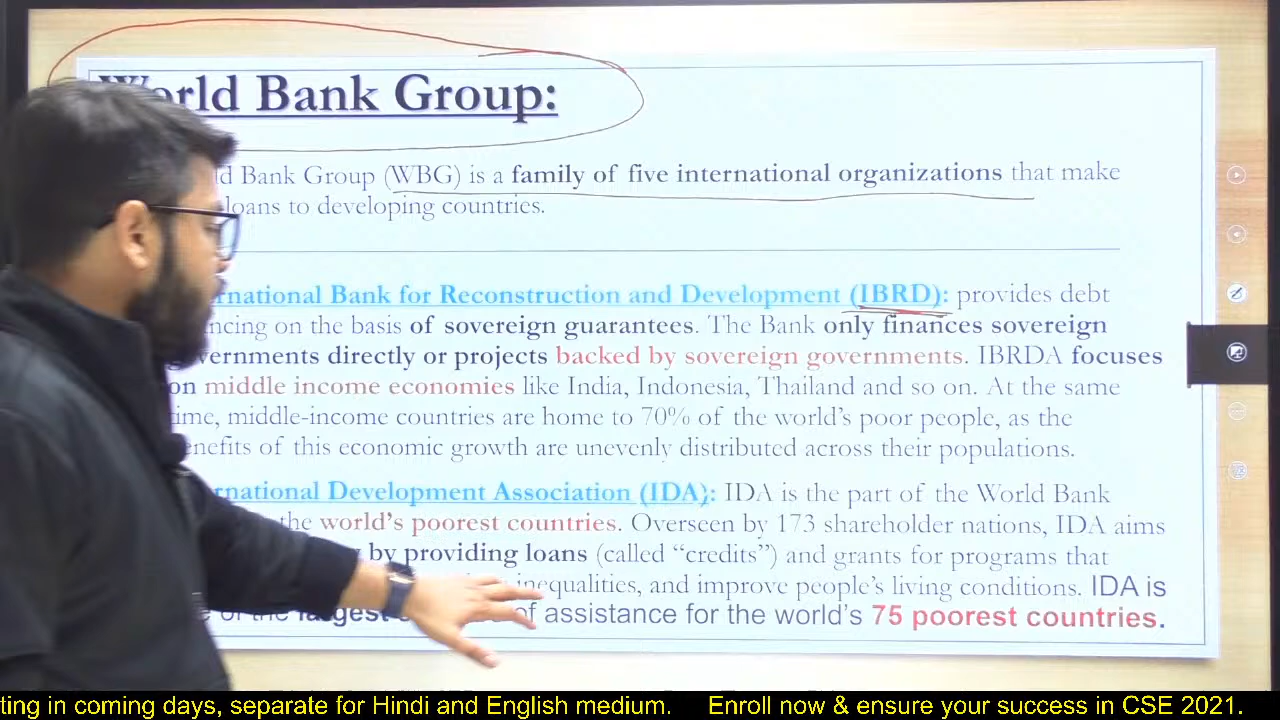 World Bank Group:
d Bank Group (WBG) is a family of five international organizations that make
loans to developing countries.
rnational Bank for Reconstruction and Development (IBRD): provides debt
ncing on the basis of sovereign guarantees. The Bank only finances sovereign
vernments directly or projects backed by sovereign governments. IBRDA focuses
on middle income economies like India, Indonesia, Thailand and so on. At the same
time, middle-income countries are home to 70% of the world's poor people, as the
enefits of this economic growth are unevenly distributed across their populations.
rnational Development Association (IDA): IDA is the part of the World Bank
the world's poorest countries. Overseen by 173 shareholder nations, IDA aims
by providing loans (called “credits”) and grants for programs that
inequalities, and improve people's living conditions. IDA is
of the largest of assistance for the world's 75 poorest countries.
ting in coming days, separate for Hindi and English medium. Enroll now & ensure your success in CSE 2021.